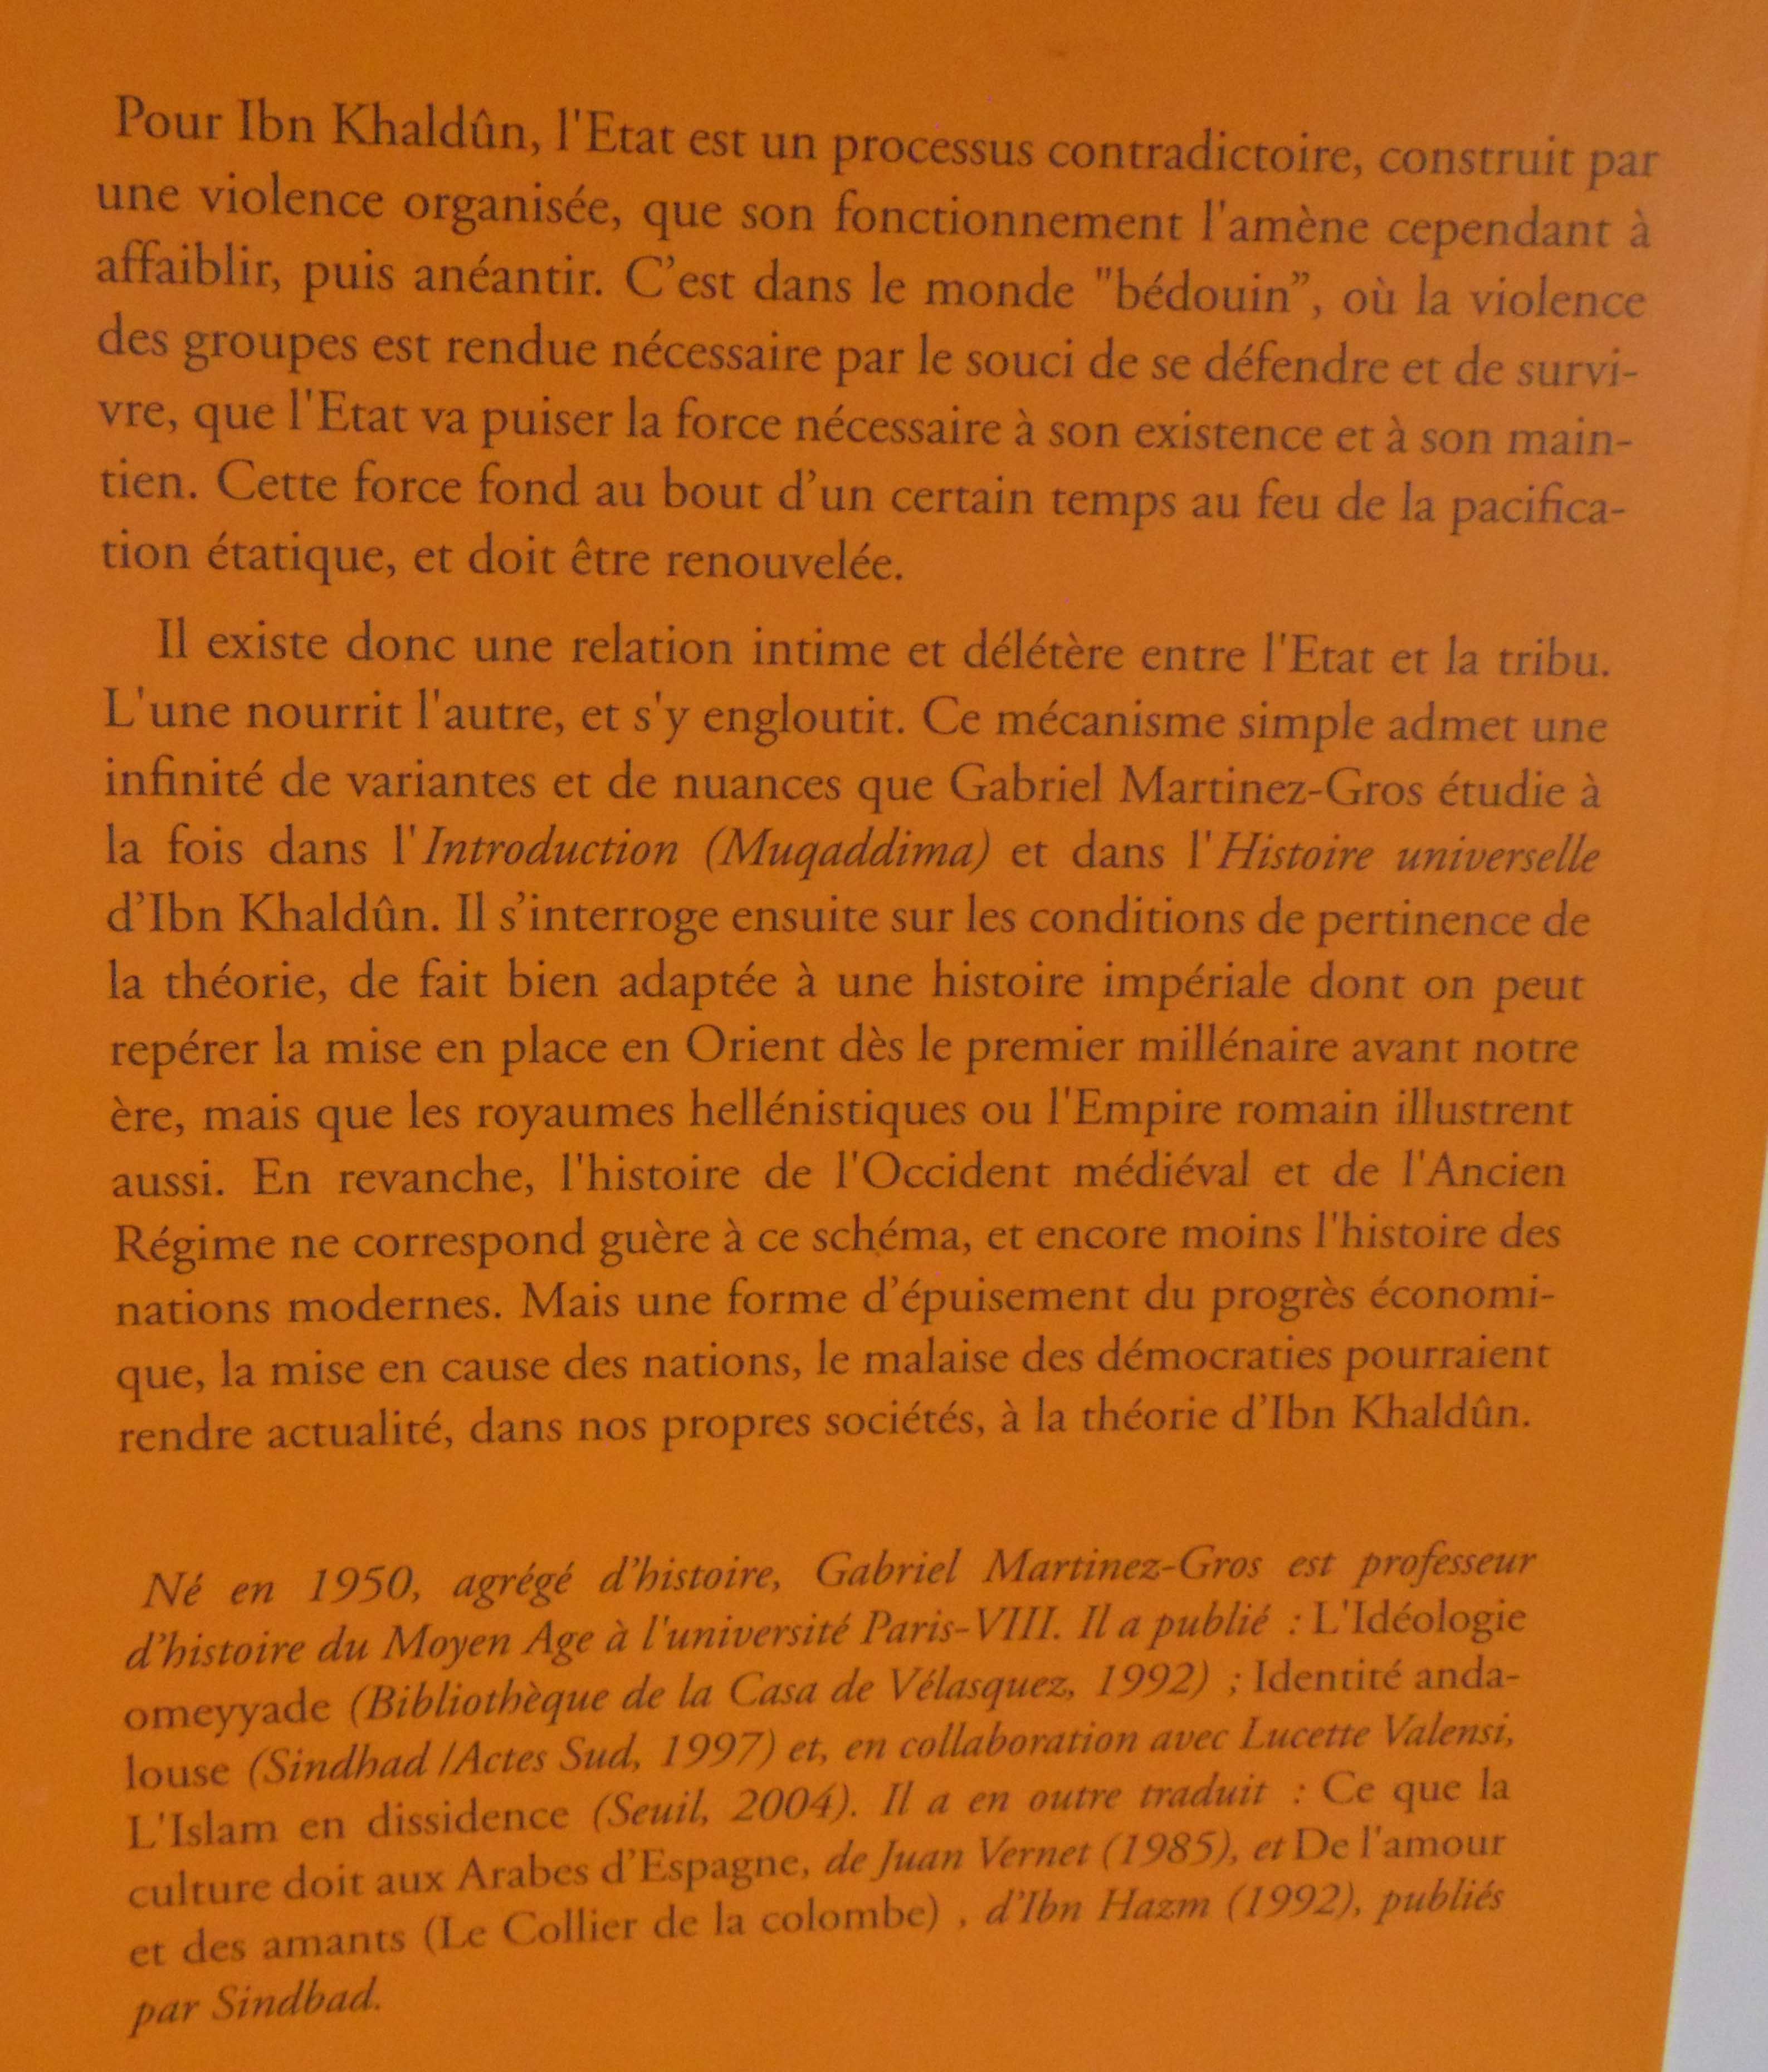 Pour Ibn Khaldûn, l'Etat est un processus contradictoire, construit par
une violence organisée, que son fonctionnement l'amène cependant à
affaiblir, puis anéantir. C’est dans le monde "bédouin”, où la violence
des groupes est rendue nécessaire par le souci de se défendre et de survi-
vre, que l'Etat va puiser la force nécessaire à son existence et à son main-
tien. Cette force fond au bout d’un certain temps au feu de la pacifica-
tion étatique, et doit être renouvelée.
Il existe donc une relation intime et délétère entre l'Etat et la tribu.
L'une nourrit l'autre, et s'y engloutit. Ce mécanisme simple admet une
infinité de variantes et de nuances que Gabriel Martinez-Gros étudie à
la fois dans l'Introduction (Muqaddima) et dans l'Histoire universelle
d’Ibn Khaldûn. Il s’interroge ensuite sur les conditions de pertinence de
la théorie, de fait bien adaptée à une histoire impériale dont on peut
repérer la mise en place en Orient dès le premier millénaire avant notre
ère, mais que les royaumes hellénistiques ou l'Empire romain illustrent
aussi. En revanche, l'histoire de l'Occident médiéval et de l'Ancien
Régime ne correspond guère à ce schéma, et encore moins l'histoire des
nations modernes. Mais une forme d’épuisement du progrès économi-
que, la mise en cause des nations, le malaise des démocraties pourraient
rendre actualité, dans nos propres sociétés, à la théorie d’Ibn Khaldûn.
Né en 1950, agrégé d’histoire, Gabriel Martinez-Gros est professeur
d’histoire du Moyen Age à l'université Paris-VIII. Il a publié : L'Idéologie
omeyyade (Bibliothèque de la Casa de Vélasquez, 1992) ; Identité anda-
louse (Sindbad /Actes Sud, 1997) et, en collaboration avec Lucette Valensi,
L'Islam en dissidence (Seuil, 2004). Il a en outre traduit : Ce que la
culture doit aux Arabes d’Espagne, de Juan Vernet (1985), et De l'amour
et des amants (Le Collier de la colombe) , d’Ibn Hazm (1992), publiés
par Sindbad.